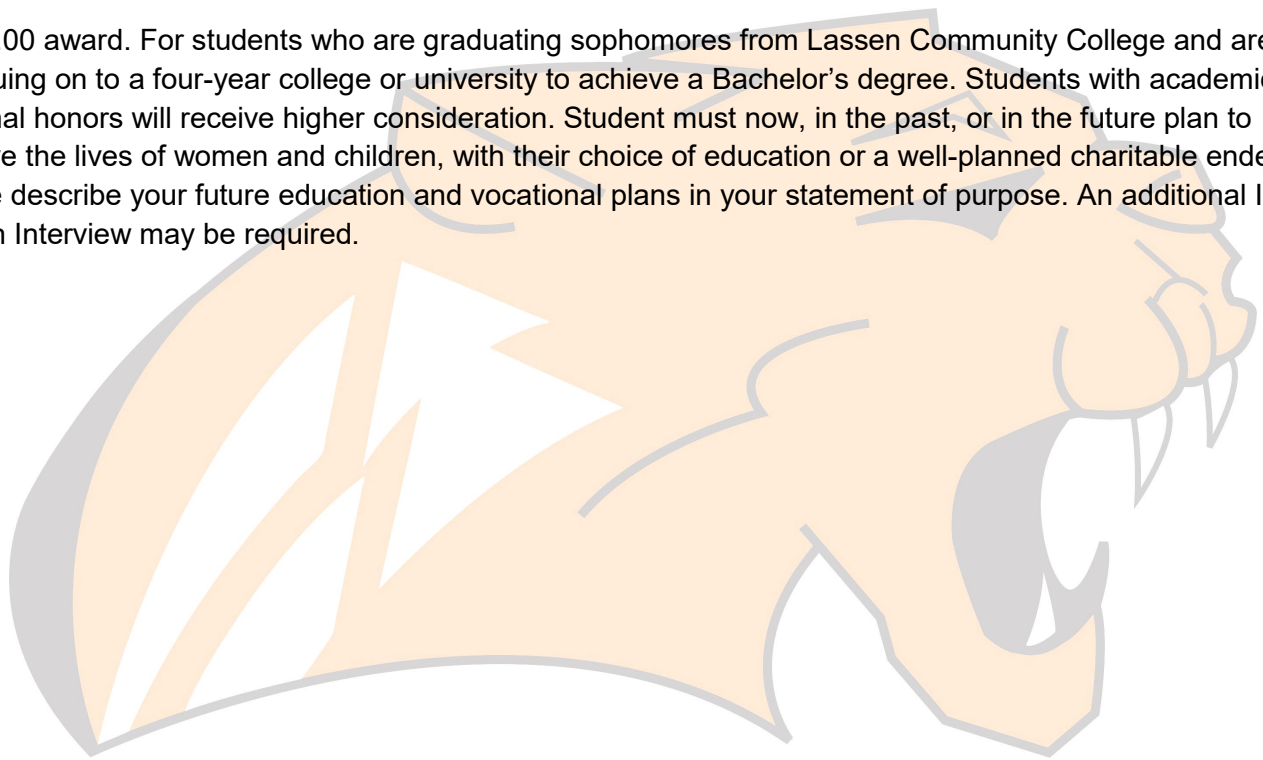 00 award. For students who are graduating sophomores from Lassen Community College and are
uing on to a four-year college or university to achieve a Bachelor’s degree. Students with academic
nal honors will receive higher consideration. Student must now, in the past, or in the future plan to
e the lives of women and children, with their choice of education or a well-planned charitable ende
describe your future education and vocational plans in your statement of purpose. An additional I
n Interview may be required.